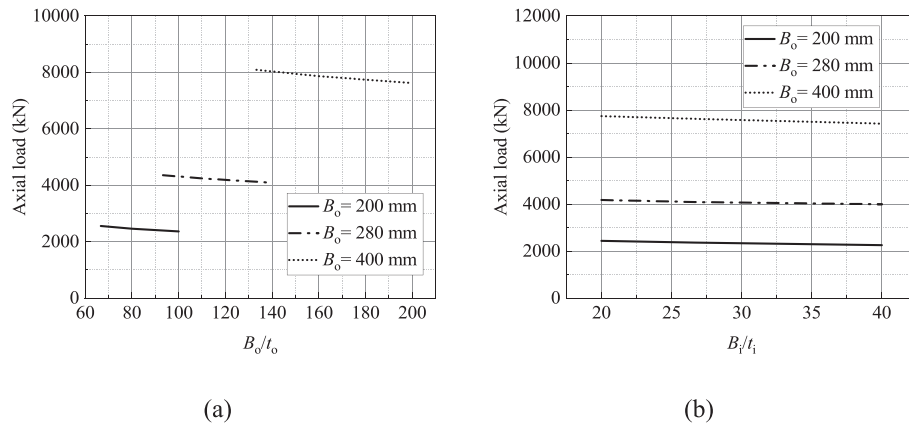 10000
8000
6000
4000
2000
0
Axial load (kN)
60 80 100 120 140 160 180 200
Bₒ/tₒ
Bₒ= 200 mm
Bₒ= 280 mm
Bₒ= 400 mm
(a)
12000
10000
8000
6000
4000
2000
0
Axial load (kN)
20 25 30 35 40
Bᵢ/tᵢ
Bₒ= 200 mm
Bₒ= 280 mm
Bₒ= 400 mm
(b)